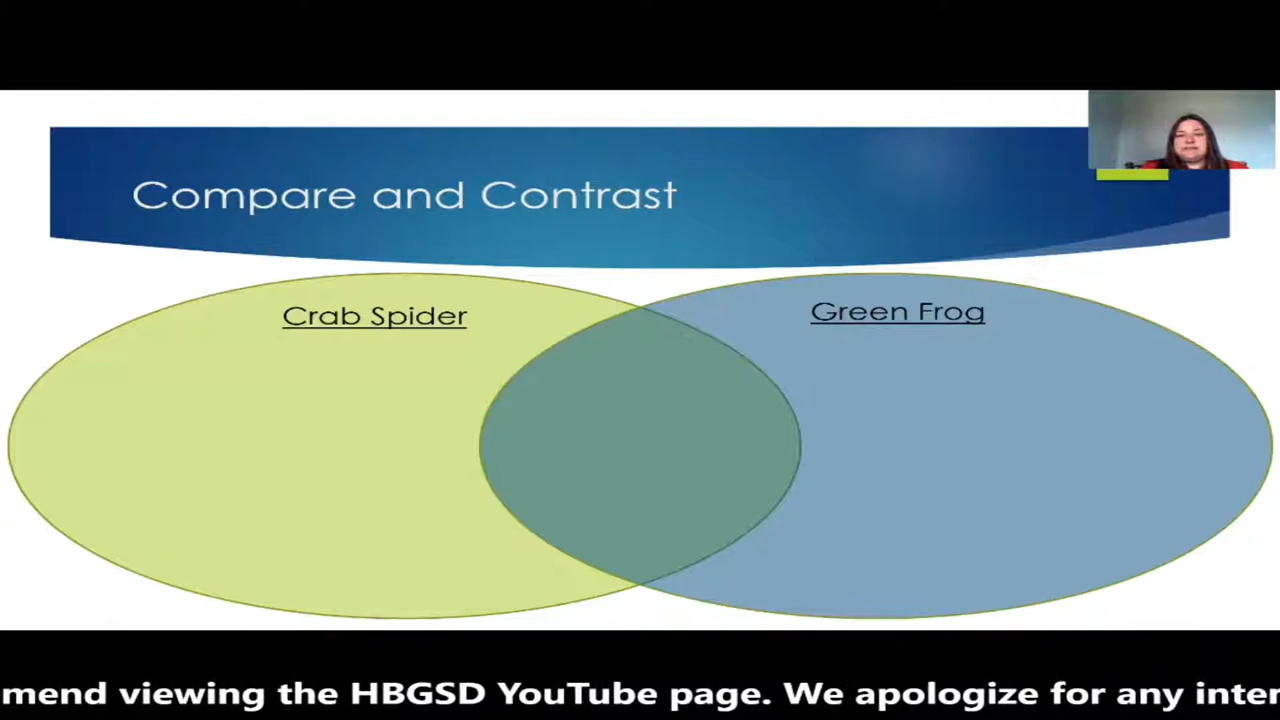 Compare and Contrast
Crab Spider
Green Frog
mend viewing the HBGSD YouTube page. We apologize for any inter